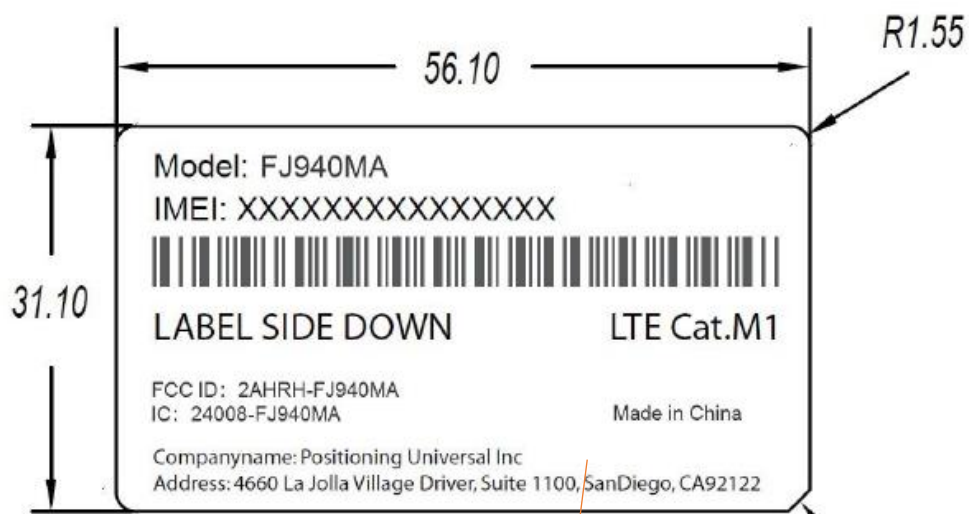 R1.55
56.10
31.10
Model: FJ940MA
IMEI: XXXXXXXXXXXXXXX
LABEL SIDE DOWN LTE Cat.M1
FCC ID: 2AHRH-FJ940MA
IC: 24008-FJ940MA Made in China
Companyname: Positioning Universal Inc
Address: 4660 La Jolla Village Driver, Suite 1100, SanDiego, CA92122